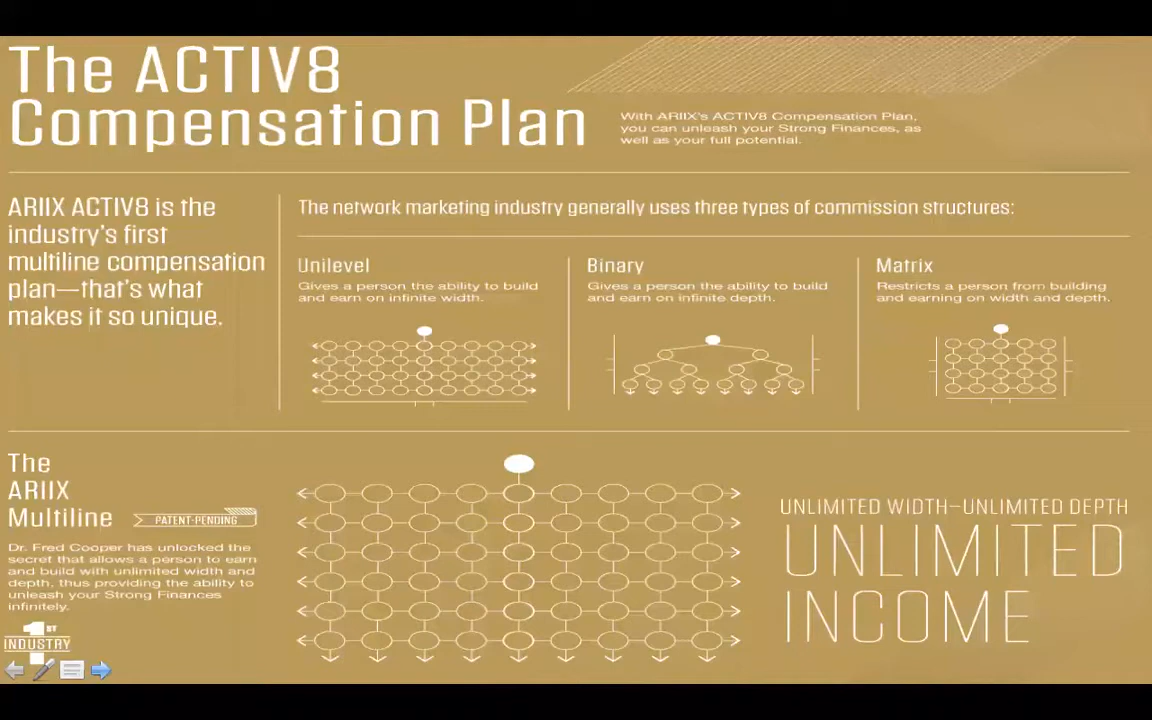 The ACTIV8
Compensation Plan
With ARIIX's ACTIV8 Compensation Plan,
you can unleash your Strong Finances, as
well as your full potential.
ARIIX ACTIV8 is the
industry's first
multiline compensation
plan—that's what
makes it so unique.
The network marketing industry generally uses three types of commission structures:
Unilevel
Gives a person the ability to build
and earn on infinite width.
Binary
Gives a person the ability to build
and earn on infinite depth.
Matrix
Restricts a person from building
and earning on width and depth.
The
ARIIX
Multiline
PATENT-PENDING
Dr. Fred Cooper has unlocked the
secret that allows a person to earn
and build with unlimited width and
depth, thus providing the ability to
unleash your Strong Finances
infinitely.
1ST
INDUSTRY
UNLIMITED WIDTH–UNLIMITED DEPTH
UNLIMITED
INCOME